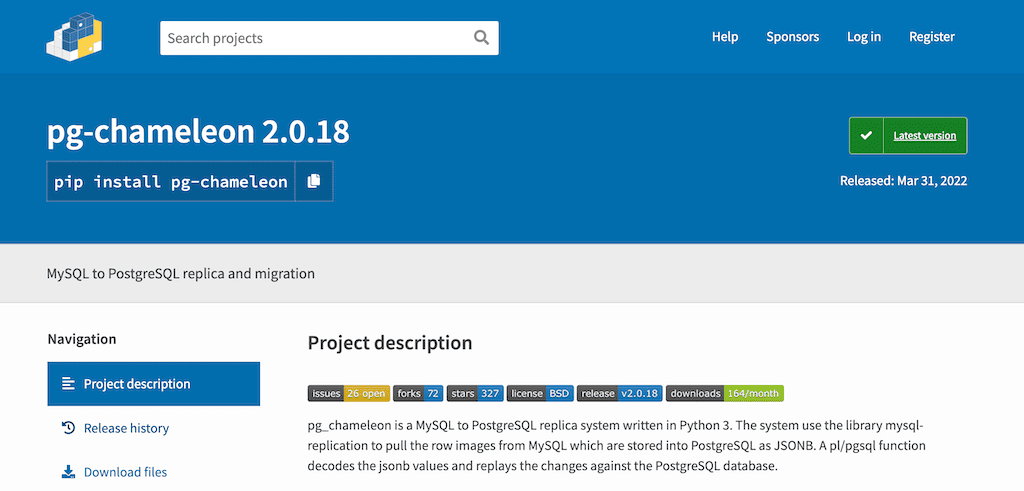 Search projects
Help Sponsors Log in Register
pg-chameleon 2.0.18
Latest version
pip install pg-chameleon
Released: Mar 31, 2022
MySQL to PostgreSQL replica and migration
Navigation
Project description
Release history
Download files
Project description
issues 26 open forks 72 stars 327 license BSD release v2.0.18 downloads 164/month
pg_chameleon is a MySQL to PostgreSQL replica system written in Python 3. The system use the library mysql-
replication to pull the row images from MySQL which are stored into PostgreSQL as JSONB. A pl/pgsql function
decodes the jsonb values and replays the changes against the PostgreSQL database.